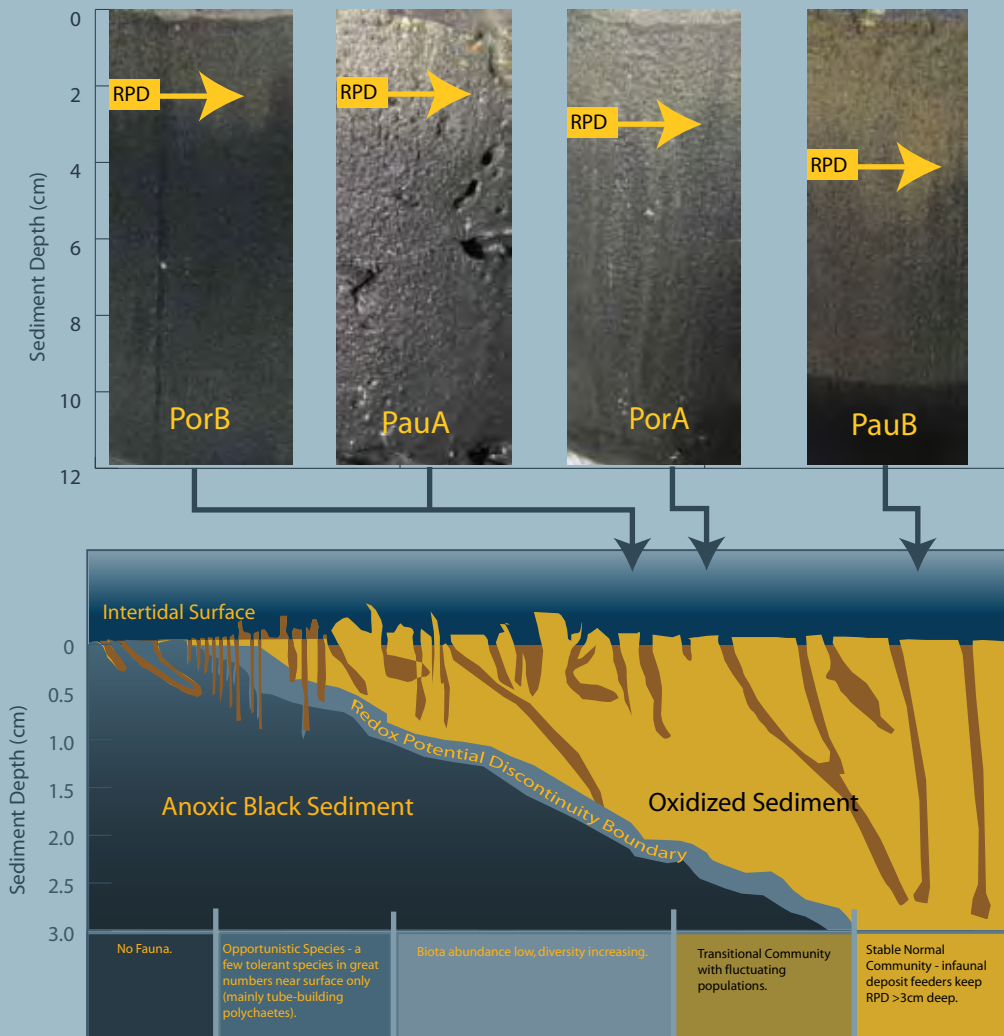 0
2
4
6
8
10
12
Sediment Depth (cm)
RPD
RPD
RPD
RPD
PorB
PauA
PorA
PauB
Intertidal Surface
0
0.5
1.0
1.5
2.0
2.5
3.0
Sediment Depth (cm)
Redox Potential Discontinuity Boundary
Anoxic Black Sediment
Oxidized Sediment
No Fauna.
Opportunistic Species - a
few tolerant species in great
numbers near surface only
(mainly tube-building
polychaetes).
Biota abundance low, diversity increasing.
Transitional Community
with fluctuating
populations.
Stable Normal
Community - infaunal
deposit feeders keep
RPD >3cm deep.